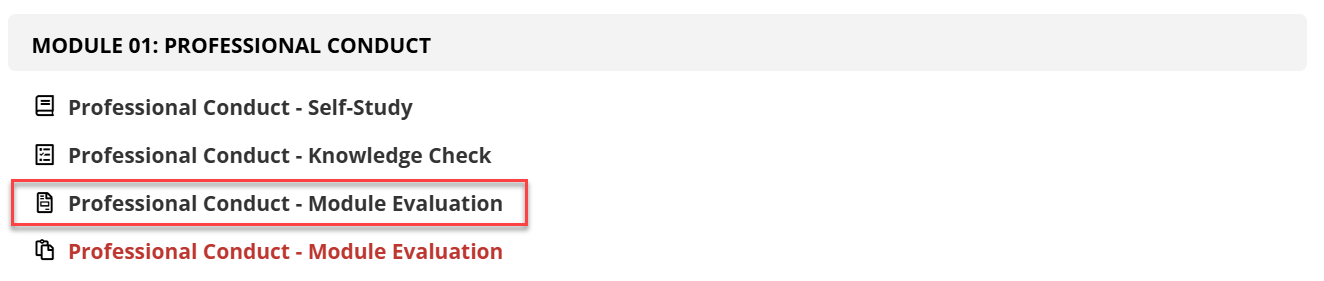 MODULE 01: PROFESSIONAL CONDUCT
Professional Conduct - Self-Study
Professional Conduct - Knowledge Check
Professional Conduct - Module Evaluation
Professional Conduct - Module Evaluation